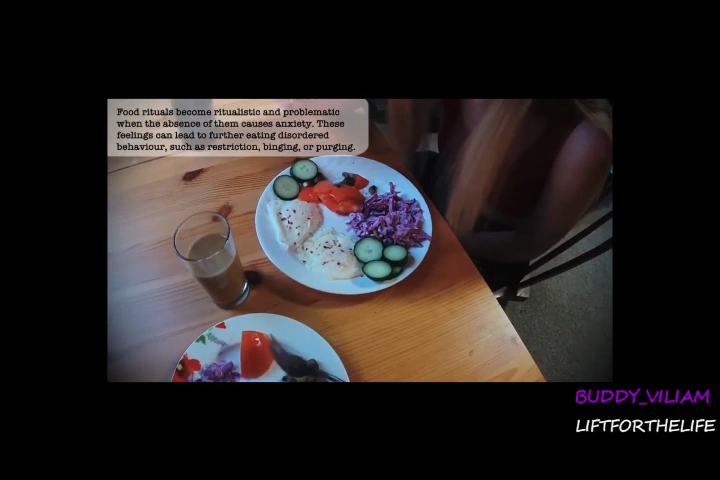 Food rituals become ritualistic and problematic
when the absence of them causes anxiety. These
feelings can lead to further eating disordered
behaviour, such as restriction, binging, or purging.
BUDDY_VILIAM
LIFTFORTHELIFE